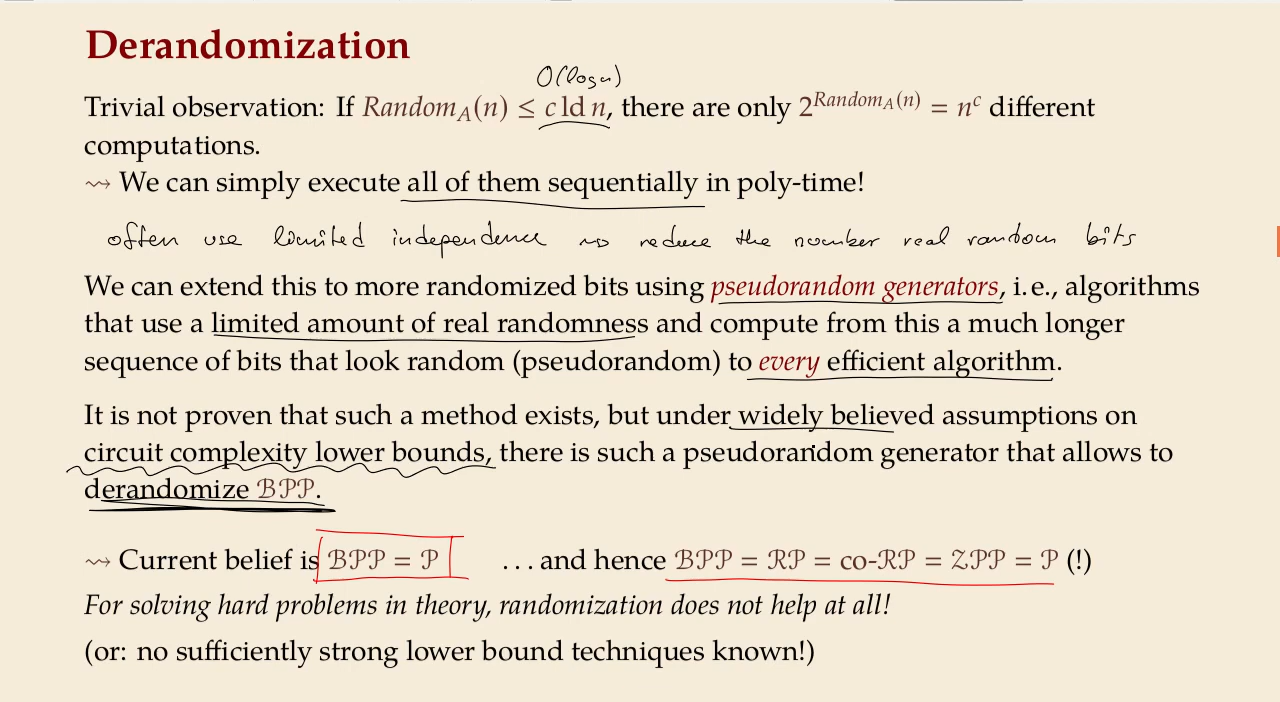 Derandomization
O(log n)
Trivial observation: If Random_A(n) ≤ c ld n, there are only 2^{Random_A(n)} = n^c different
computations.
⇝ We can simply execute all of them sequentially in poly-time!
often use limited independence ⇝ reduce the number real random bits
We can extend this to more randomized bits using pseudorandom generators, i. e., algorithms
that use a limited amount of real randomness and compute from this a much longer
sequence of bits that look random (pseudorandom) to every efficient algorithm.
It is not proven that such a method exists, but under widely believed assumptions on
circuit complexity lower bounds, there is such a pseudorandom generator that allows to
derandomize BPP.
⇝ Current belief is BPP = P ... and hence BPP = RP = co-RP = ZPP = P (!)
For solving hard problems in theory, randomization does not help at all!
(or: no sufficiently strong lower bound techniques known!)